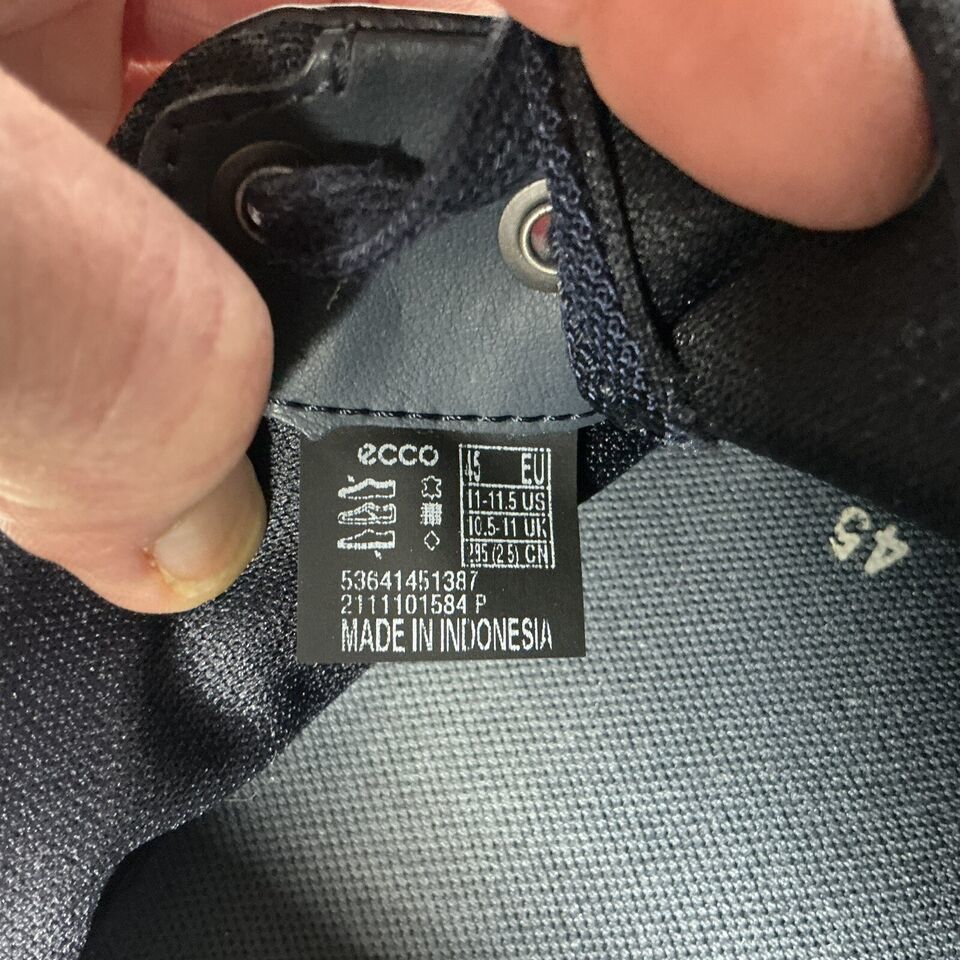 ecco
45 EU
11-11.5 US
10.5-11 UK
295 (2.5) CN
53641451387
2111101584 P
MADE IN INDONESIA
45